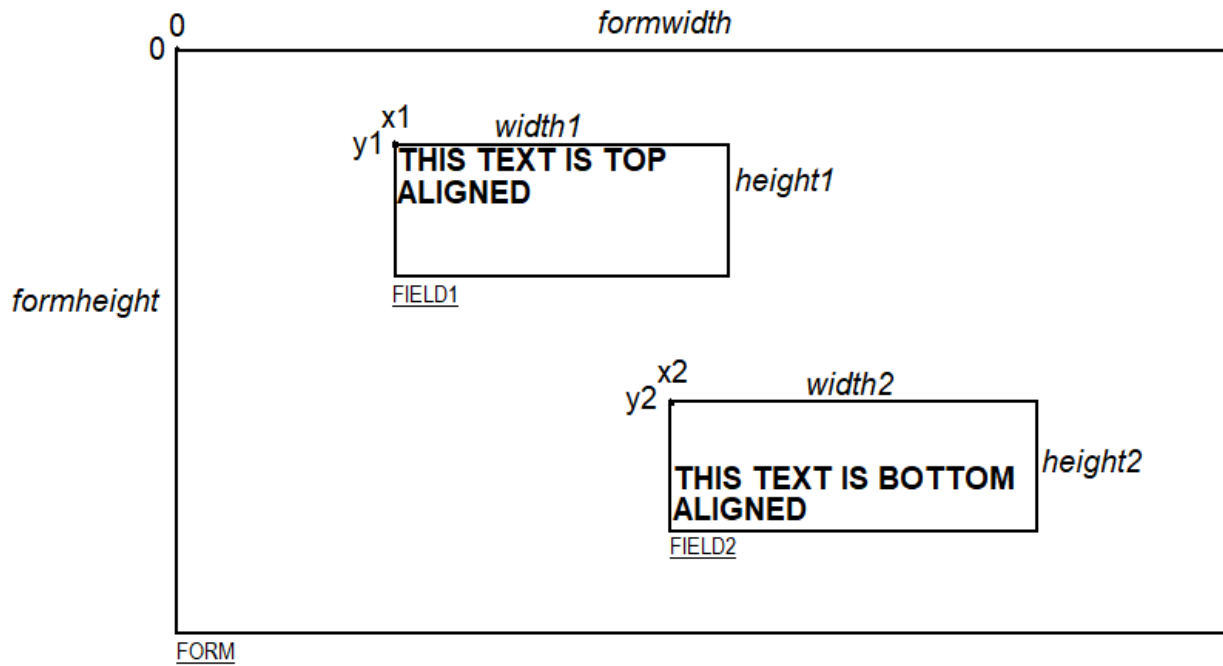 0
formwidth
0
x1
width1
y1
THIS TEXT IS TOP
ALIGNED
height1
FIELD1
formheight
x2
width2
y2
height2
THIS TEXT IS BOTTOM
ALIGNED
FIELD2
FORM